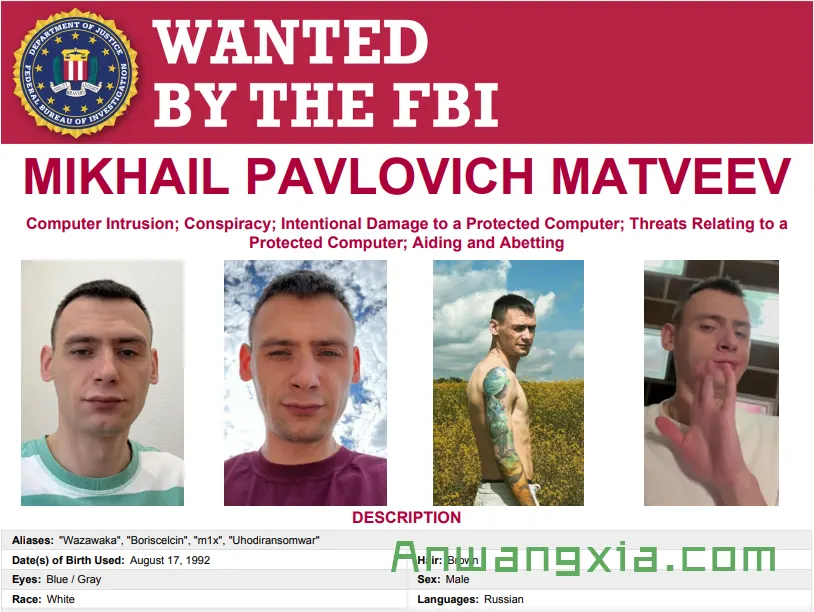 DEPARTMENT OF JUSTICE
FEDERAL BUREAU OF INVESTIGATION
WANTED
BY THE FBI
MIKHAIL PAVLOVICH MATVEEV
Computer Intrusion; Conspiracy; Intentional Damage to a Protected Computer; Threats Relating to a
Protected Computer; Aiding and Abetting
DESCRIPTION
Aliases: "Wazawaka", "Boriscelcin", "m1x", "Uhodiransomwar"
Date(s) of Birth Used: August 17, 1992
Hair: Brown
Anwangxia.com
Eyes: Blue / Gray
Sex: Male
Race: White
Languages: Russian